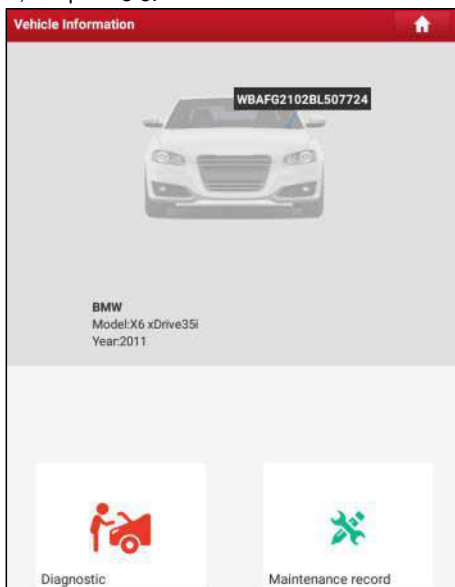 Vehicle Information
WBAFG2102BL507724
BMW
Model:X6 xDrive35i
Year:2011
Diagnostic
Maintenance record